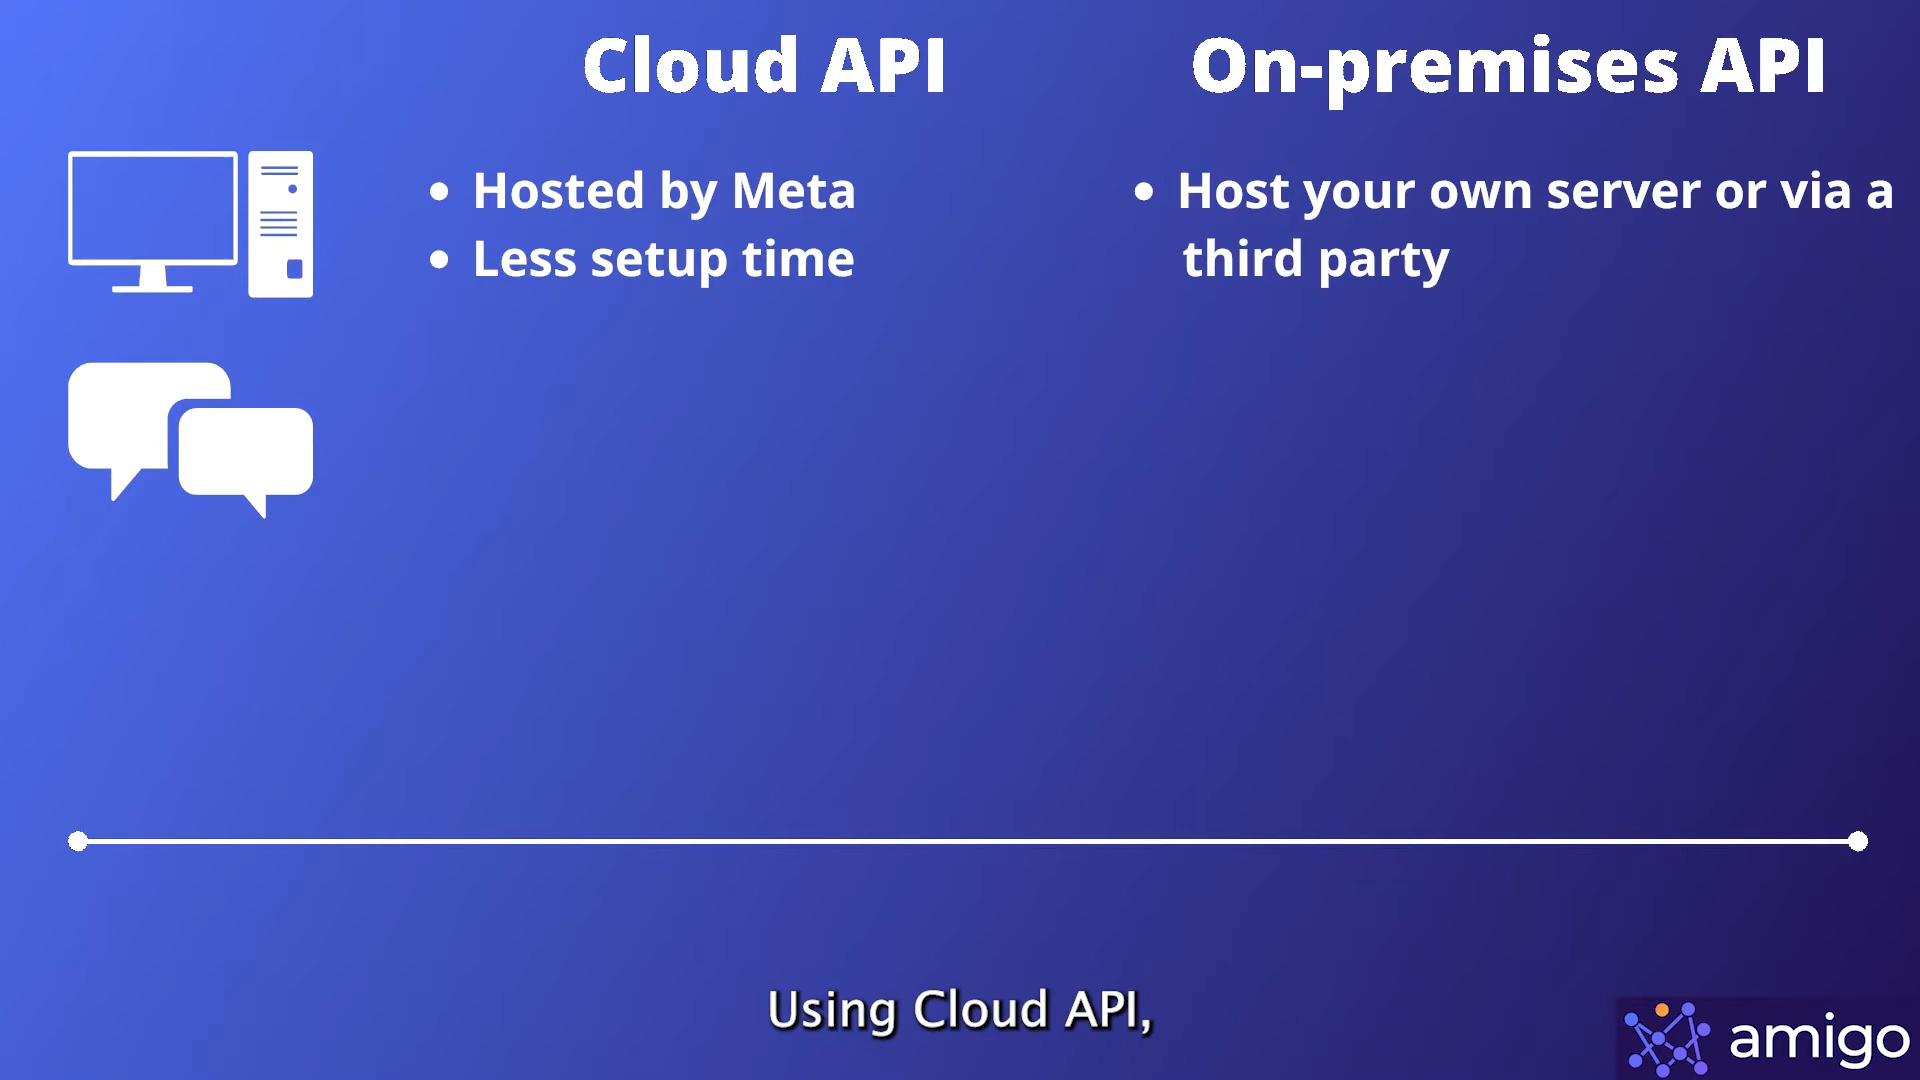 Cloud API
On-premises API
• Hosted by Meta
• Less setup time
• Host your own server or via a
third party
Using Cloud API,
amigo